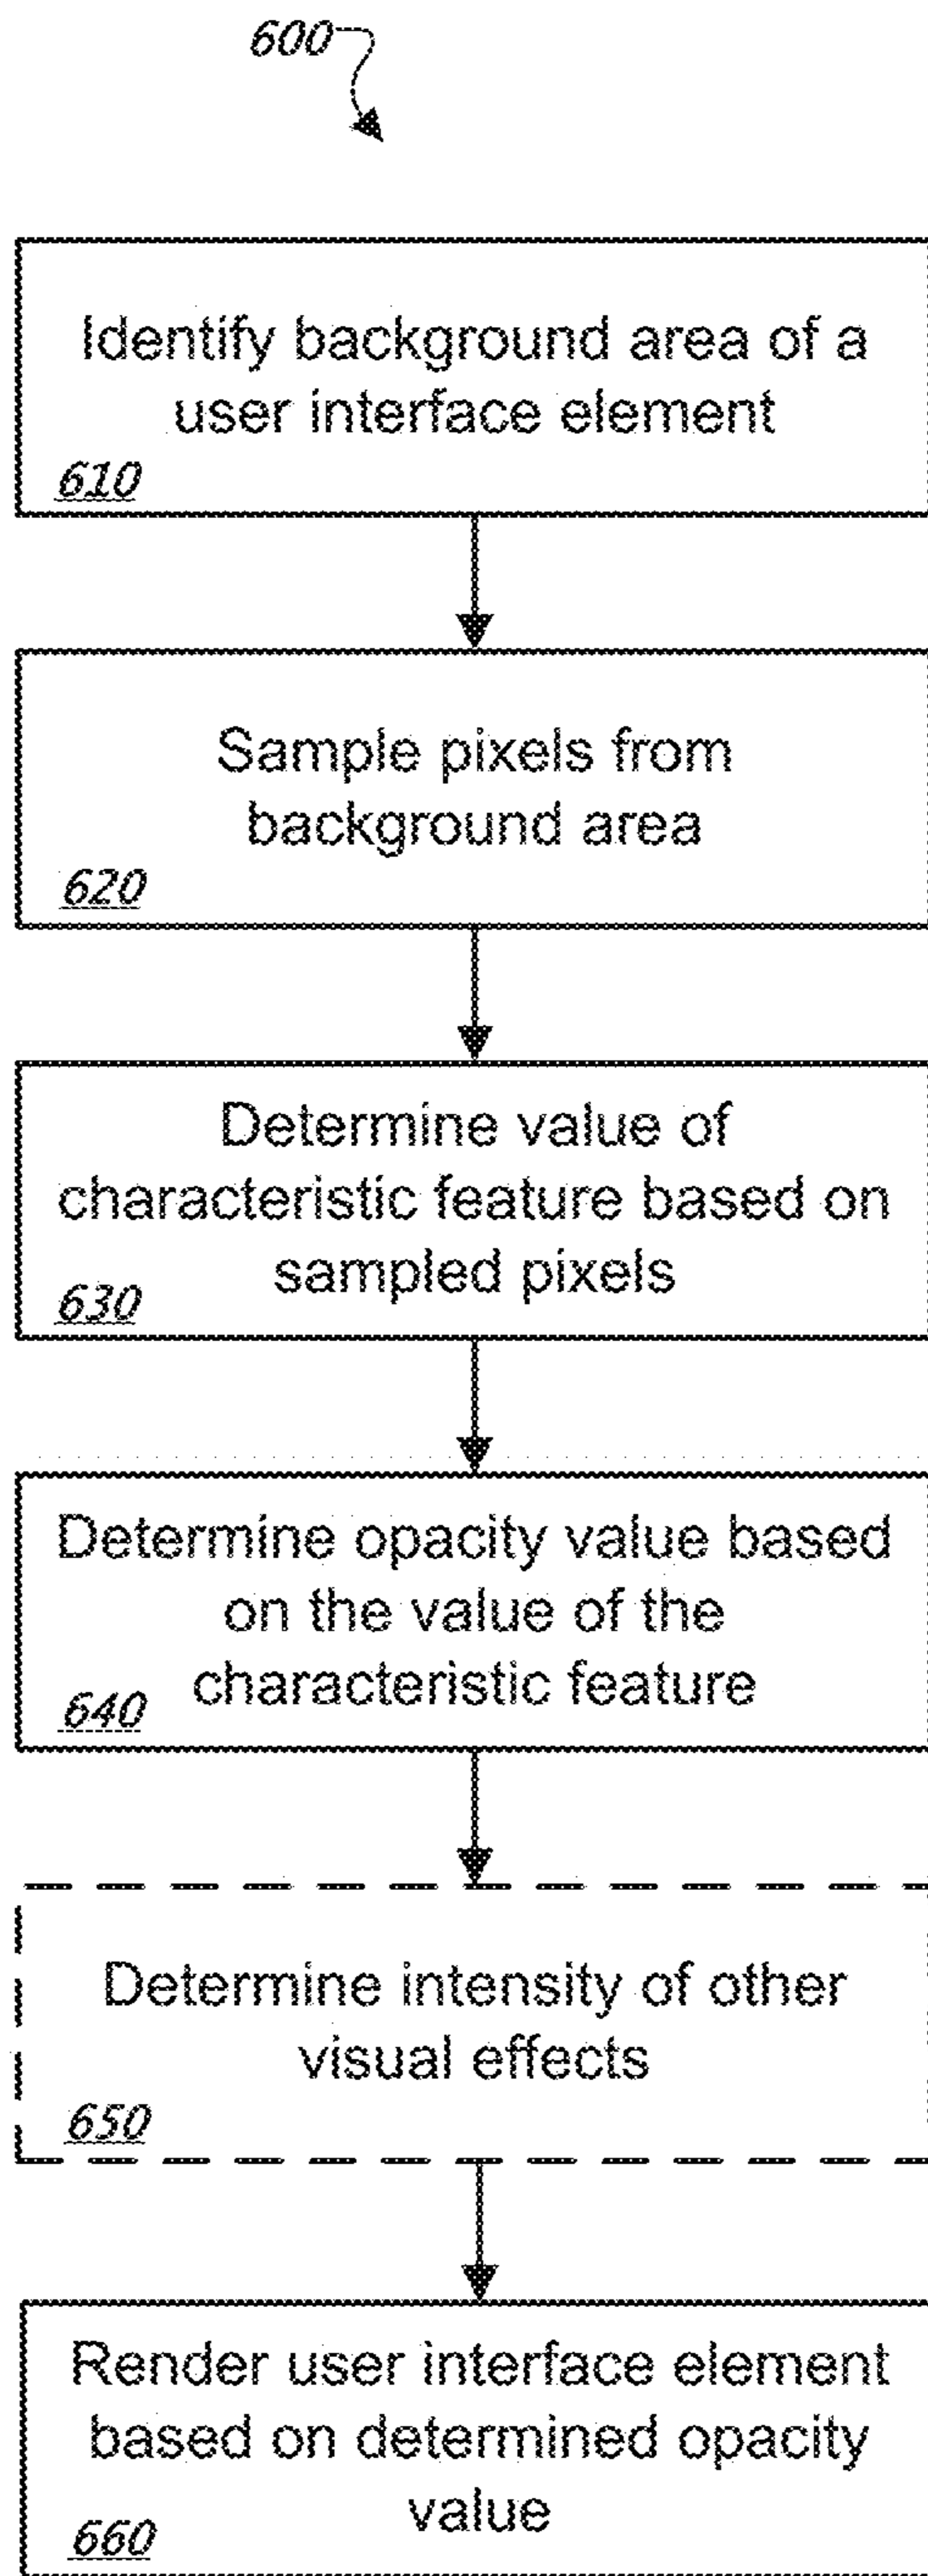 600
Identify background area of a
user interface element
610
Sample pixels from
background area
620
Determine value of
characteristic feature based on
sampled pixels
630
Determine opacity value based
on the value of the
characteristic feature
640
Determine intensity of other
visual effects
650
Render user interface element
based on determined opacity
value
660